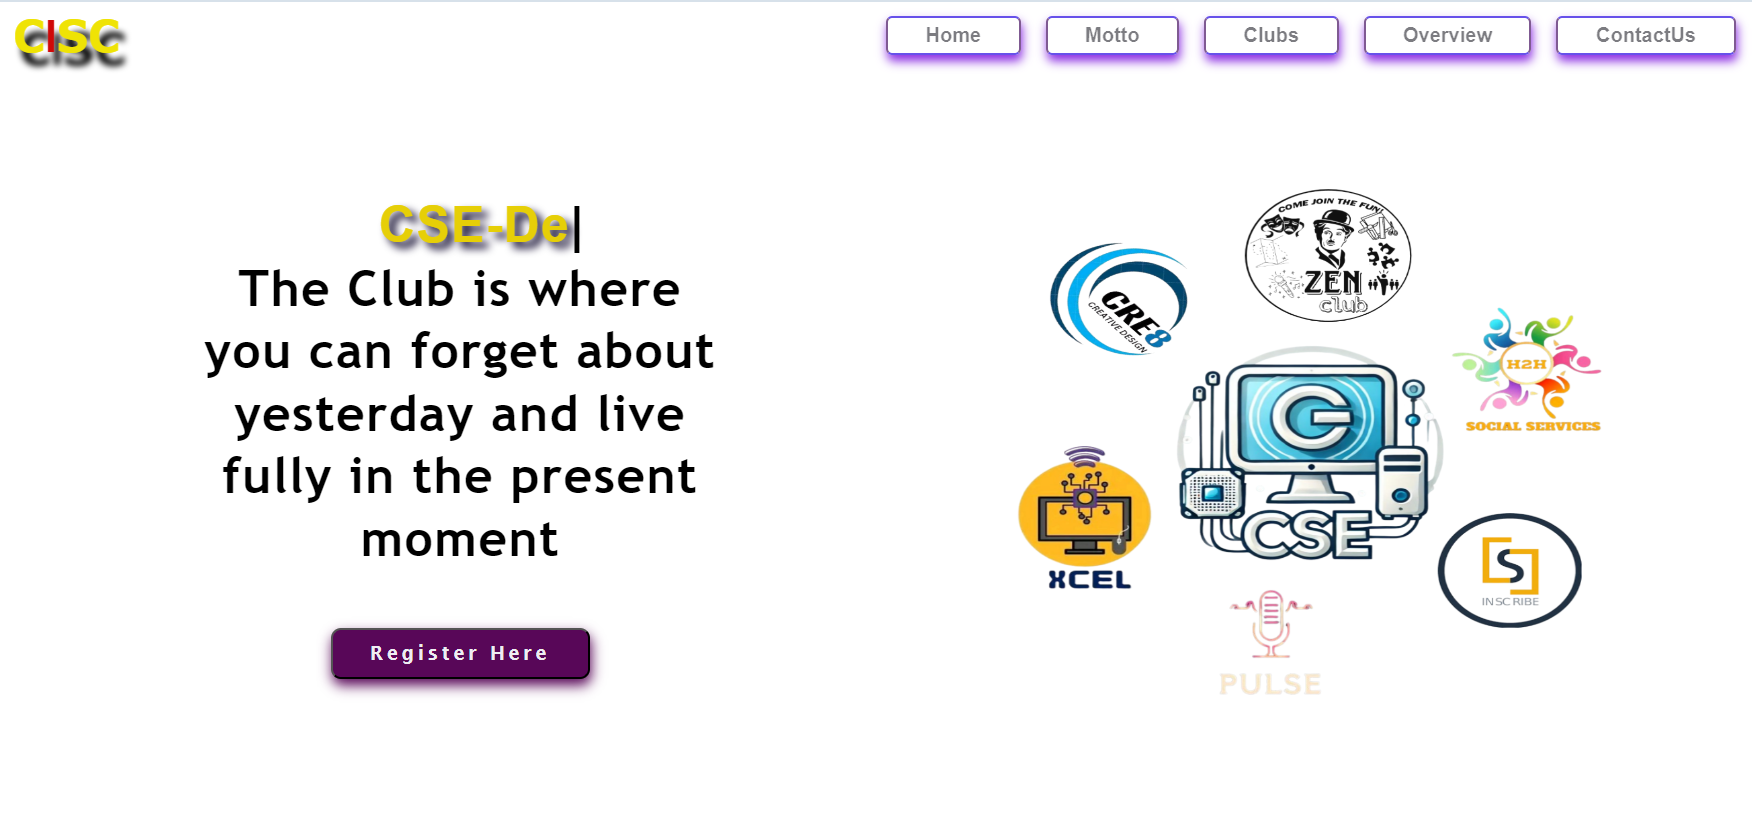 CISC
Home
Motto
Clubs
Overview
ContactUs
CSE-De|
The Club is where
you can forget about
yesterday and live
fully in the present
moment
Register Here
COME JOIN THE FUN!
ZEN
club
CRE8
CREATIVE DESIGN
H2H
SOCIAL SERVICES
CSE
XCEL
S
INSCRIBE
PULSE